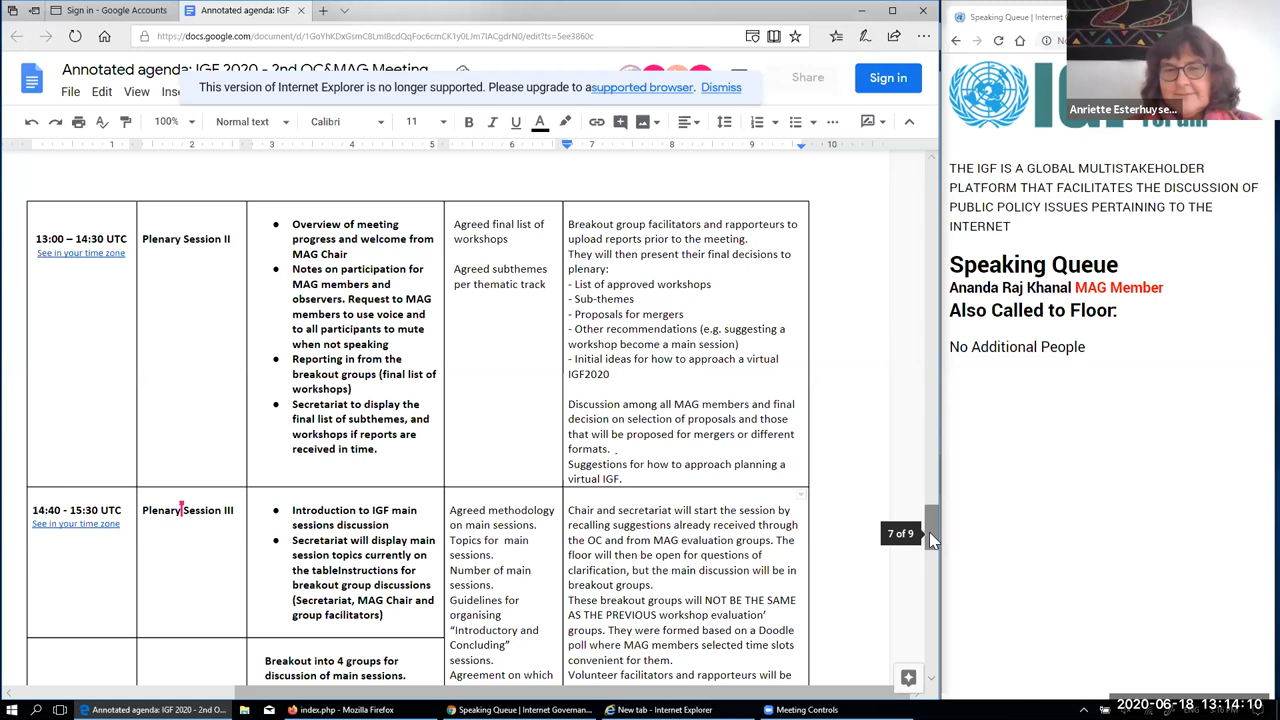 Sign in - Google Accounts
Annotated agenda: IGF
https://docs.google.com/document/d/1GoYhKDxGsmC8LmI8cdQqFoc6cmCK1y0lJm7lACgdrN0/edit?ts=5ee3860c
Annotated agenda: IGF 2020 - 2nd OC&MAG Meeting
File Edit View Ins
This version of Internet Explorer is no longer supported. Please upgrade to a supported browser. Dismiss
Share
Sign in
100%
Normal text
Calibri
11
1 2 3 4 5 7 8 9 10
13:00 – 14:30 UTC
See in your time zone
Plenary Session II
● Overview of meeting
progress and welcome from
MAG Chair
● Notes on participation for
MAG members and
observers. Request to MAG
members to use voice and
to all participants to mute
when not speaking
● Reporting in from the
breakout groups (final list of
workshops)
● Secretariat to display the
final list of subthemes, and
workshops if reports are
received in time.
Agreed final list of
workshops
Agreed subthemes
per thematic track
Breakout group facilitators and rapporteurs to
upload reports prior to the meeting.
They will then present their final decisions to
plenary:
- List of approved workshops
- Sub-themes
- Proposals for mergers
- Other recommendations (e.g. suggesting a
workshop become a main session)
- Initial ideas for how to approach a virtual
IGF2020
Discussion among all MAG members and final
decision on selection of proposals and those
that will be proposed for mergers or different
formats.
Suggestions for how to approach planning a
virtual IGF.
14:40 - 15:30 UTC
See in your time zone
Plenary Session III
● Introduction to IGF main
sessions discussion
● Secretariat will display main
session topics currently on
the tableInstructions for
breakout group discussions
(Secretariat, MAG Chair and
group facilitators)
Breakout into 4 groups for
discussion of main sessions.
Agreed methodology
on main sessions.
Topics for main
sessions.
Number of main
sessions.
Guidelines for
organising
“Introductory and
Concluding”
sessions.
Agreement on which
Chair and secretariat will start the session by
recalling suggestions already received through
the OC and from MAG evaluation groups. The
floor will then be open for questions of
clarification, but the main discussion will be in
breakout groups.
These breakout groups will NOT BE THE SAME
AS THE PREVIOUS workshop evaluation’
groups. They were formed based on a Doodle
poll where MAG members selected time slots
convenient for them.
Volunteer facilitators and rapporteurs will be
7 of 9
Speaking Queue | Internet G
No
Anriette Esterhuyse...
THE IGF IS A GLOBAL MULTISTAKEHOLDER
PLATFORM THAT FACILITATES THE DISCUSSION OF
PUBLIC POLICY ISSUES PERTAINING TO THE
INTERNET
Speaking Queue
Ananda Raj Khanal MAG Member
Also Called to Floor:
No Additional People
Annotated agenda: IGF 2020 - 2nd O...
index.php - Mozilla Firefox
Speaking Queue | Internet Governan...
New tab - Internet Explorer
Meeting Controls
2020-06-18 13:14:10